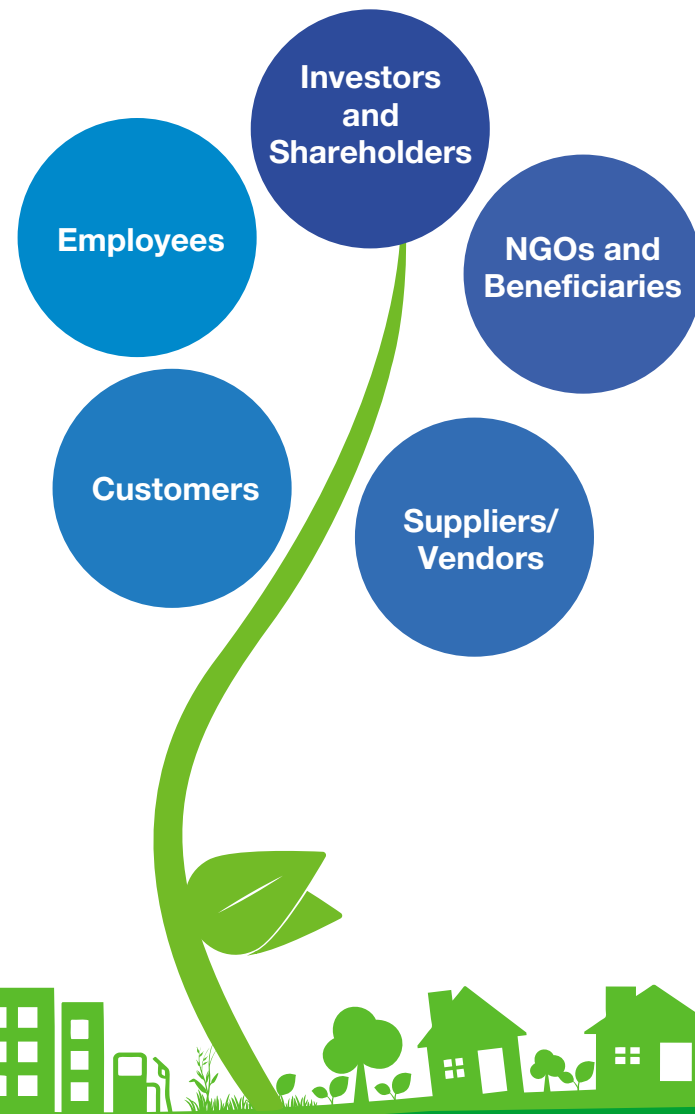 Investors
and
Shareholders
Employees
NGOs and
Beneficiaries
Customers
Suppliers/
Vendors